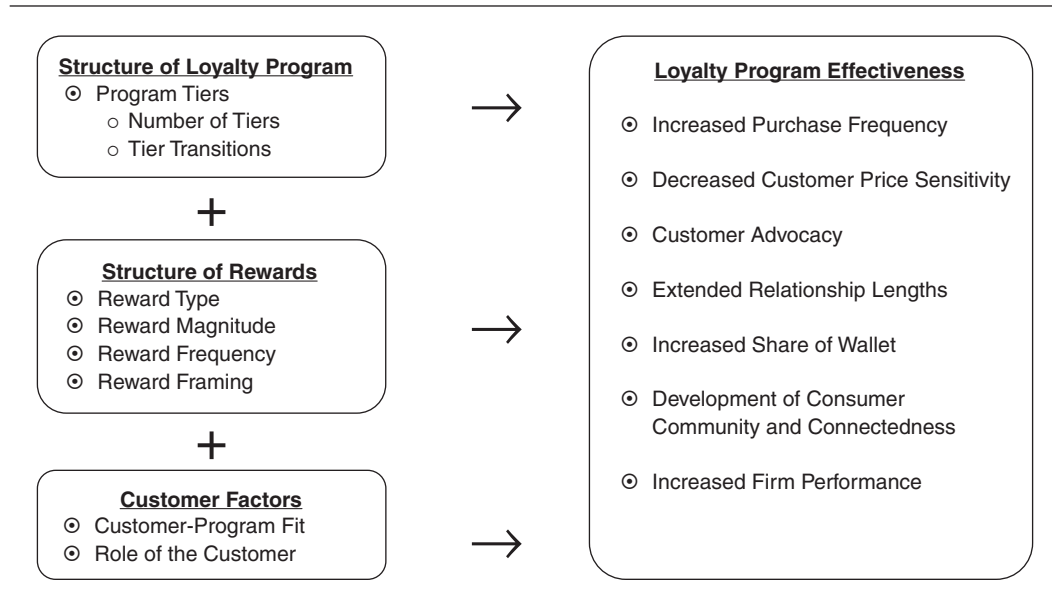 Structure of Loyalty Program
Program Tiers
Number of Tiers
Tier Transitions
+
Structure of Rewards
Reward Type
Reward Magnitude
Reward Frequency
Reward Framing
+
Customer Factors
Customer-Program Fit
Role of the Customer
Loyalty Program Effectiveness
Increased Purchase Frequency
Decreased Customer Price Sensitivity
Customer Advocacy
Extended Relationship Lengths
Increased Share of Wallet
Development of Consumer
Community and Connectedness
Increased Firm Performance